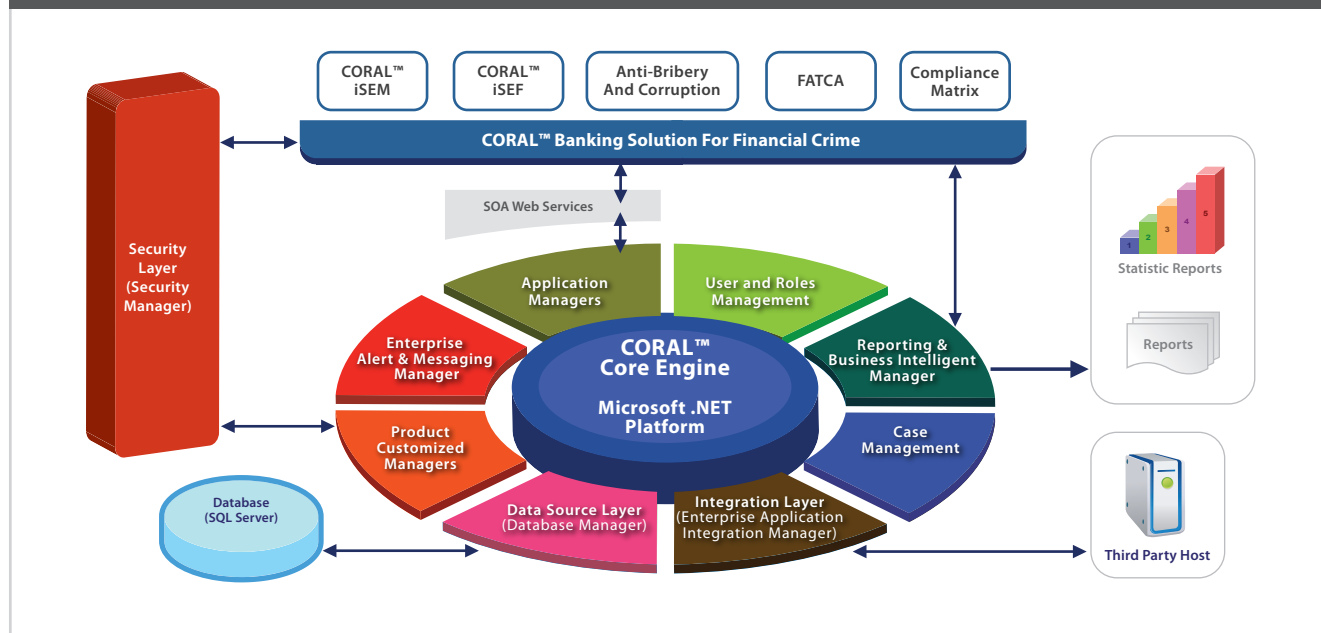 CORAL™
iSEM
CORAL™
iSEF
Anti-Bribery
And Corruption
FATCA
Compliance
Matrix
CORAL™ Banking Solution For Financial Crime
SOA Web Services
Security
Layer
(Security
Manager)
Application
Managers
User and Roles
Management
Enterprise
Alert & Messaging
Manager
CORAL™
Core Engine
Microsoft .NET
Platform
Reporting &
Business Intelligent
Manager
Product
Customized
Managers
Case
Management
Data Source Layer
(Database Manager)
Integration Layer
(Enterprise Application
Integration Manager)
Database
(SQL Server)
1
2
3
4
5
Statistic Reports
Reports
Third Party Host